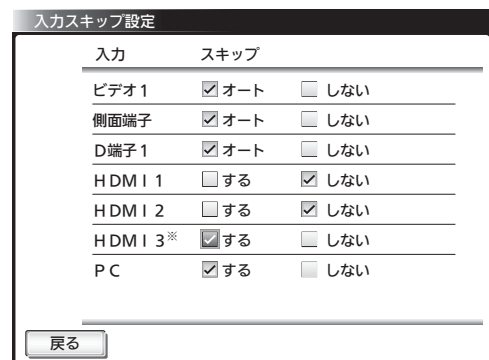 入力スキップ設定
入力 スキップ
ビデオ1 オート しない
側面端子 オート しない
D端子1 オート しない
HDMI1 する しない
HDMI2 する しない
HDMI3※ する しない
PC する しない
戻る